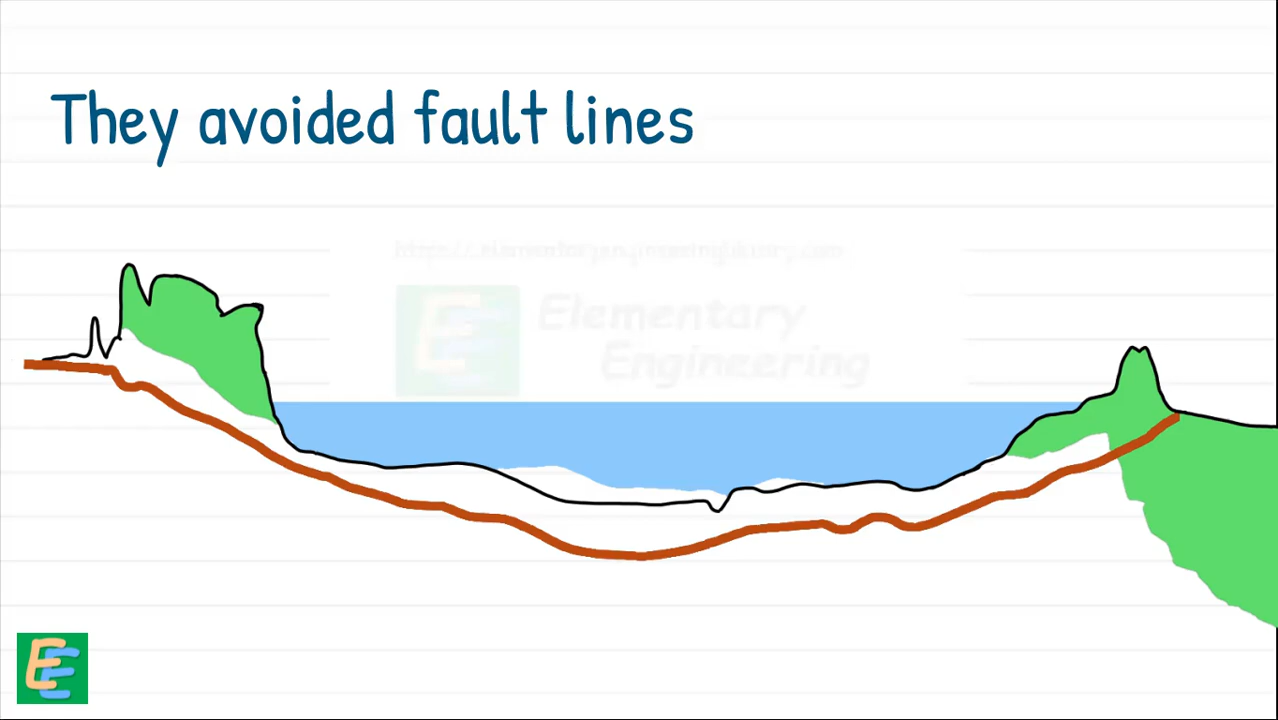 They avoided fault lines
Elementary
Engineering
E
E